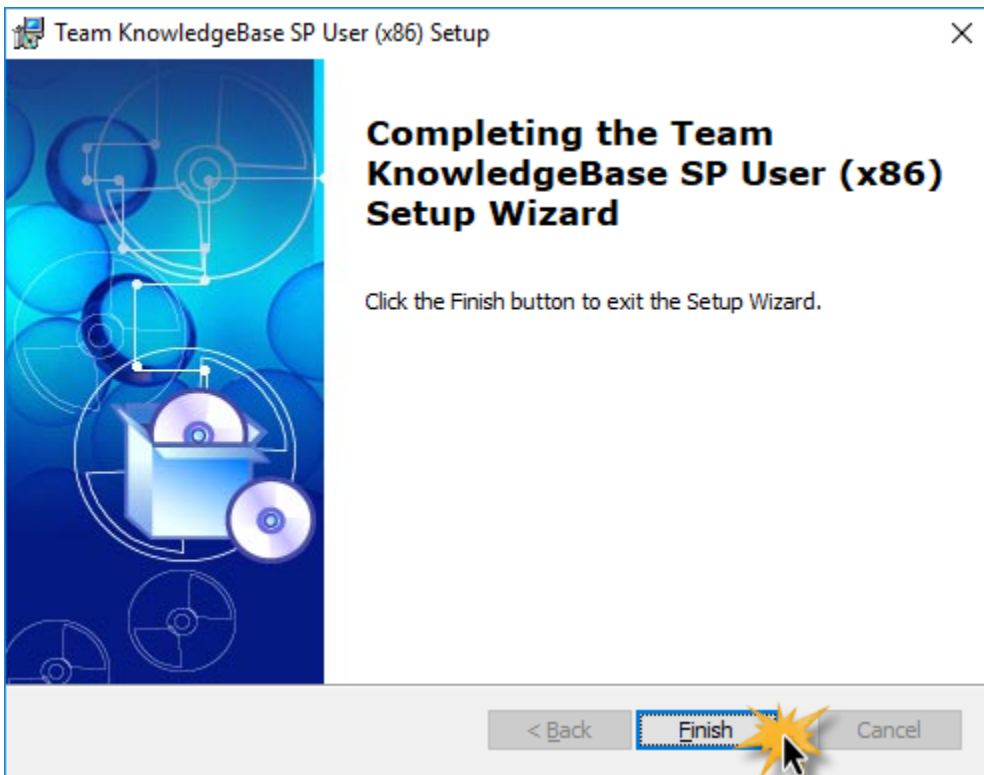 Team KnowledgeBase SP User (x86) Setup
Completing the Team
KnowledgeBase SP User (x86)
Setup Wizard
Click the Finish button to exit the Setup Wizard.
< Back Finish Cancel